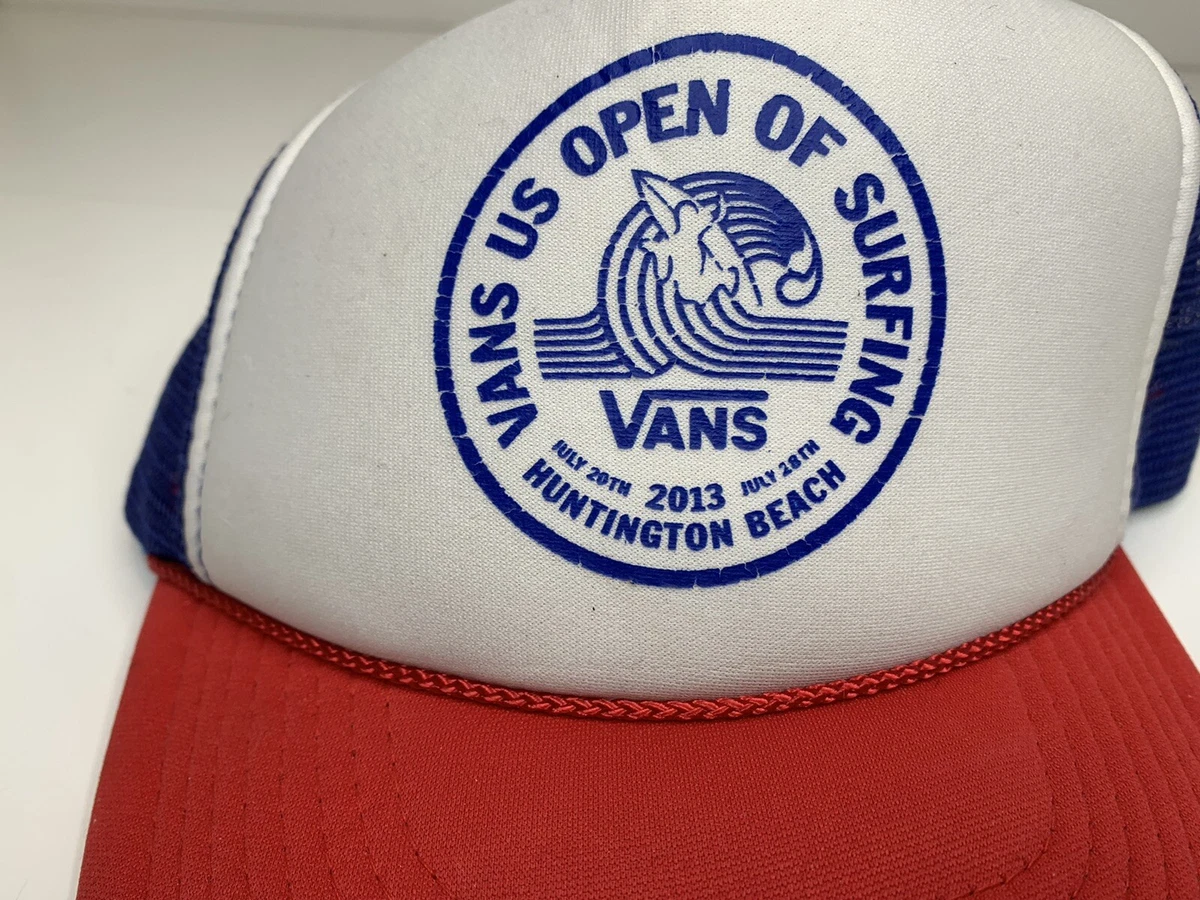 VANS US OPEN OF SURFING
VANS
JULY 20TH 2013 JULY 28TH
HUNTINGTON BEACH